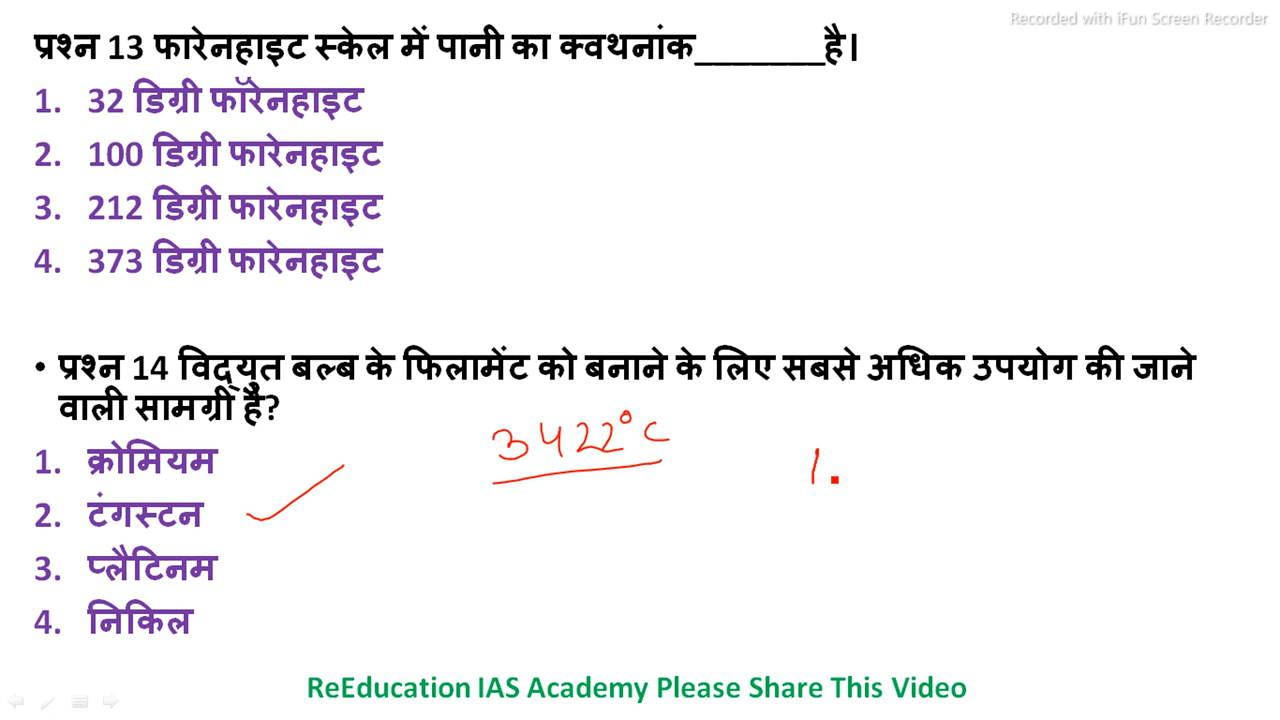 Recorded with iFun Screen Recorder
प्रश्न 13 फारेनहाइट स्केल में पानी का क्वथनांक_______है।
1. 32 डिग्री फॉरेनहाइट
2. 100 डिग्री फारेनहाइट
3. 212 डिग्री फारेनहाइट
4. 373 डिग्री फारेनहाइट
• प्रश्न 14 विद्युत बल्ब के फिलामेंट को बनाने के लिए सबसे अधिक उपयोग की जाने
वाली सामग्री है?
3422°C
1.
1. क्रोमियम
2. टंगस्टन
3. प्लैटिनम
4. निकिल
ReEducation IAS Academy Please Share This Video